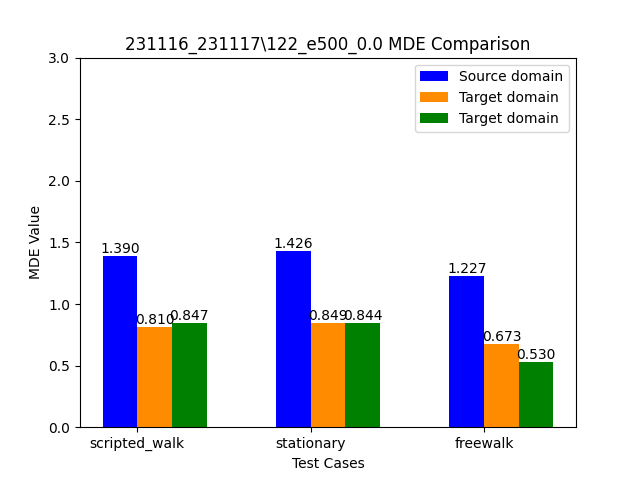 231116_231117\122_e500_0.0 MDE Comparison
Source domain
Target domain
Target domain
MDE Value
3.0
2.5
2.0
1.5
1.0
0.5
0.0
1.390
0.810
0.847
1.426
0.849
0.844
1.227
0.673
0.530
scripted_walk
stationary
freewalk
Test Cases